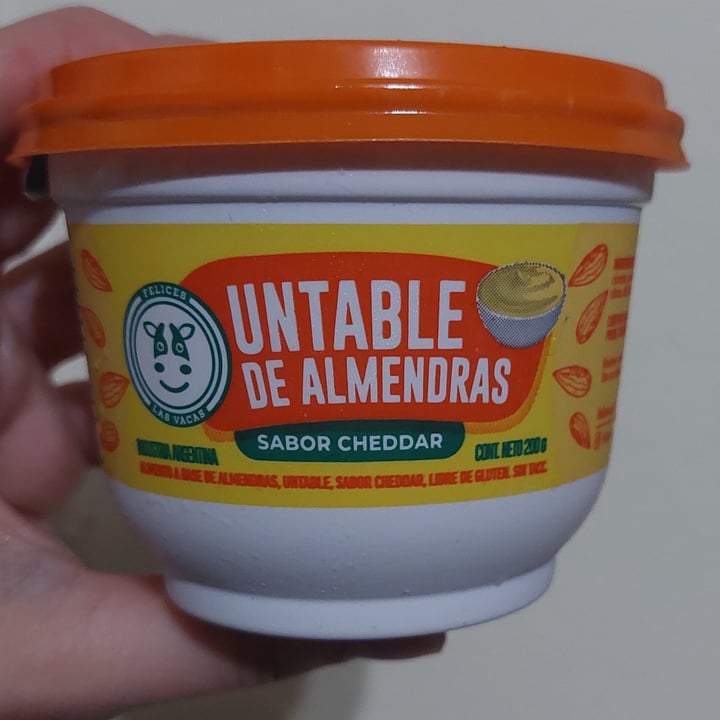 FELICES
LAS VACAS
UNTABLE
DE ALMENDRAS
SABOR CHEDDAR
INDUSTRIA ARGENTINA
CONT. NETO 200 g
ALIMENTO A BASE DE ALMENDRAS, UNTABLE, SABOR CHEDDAR, LIBRE DE GLUTEN. SIN TACC.